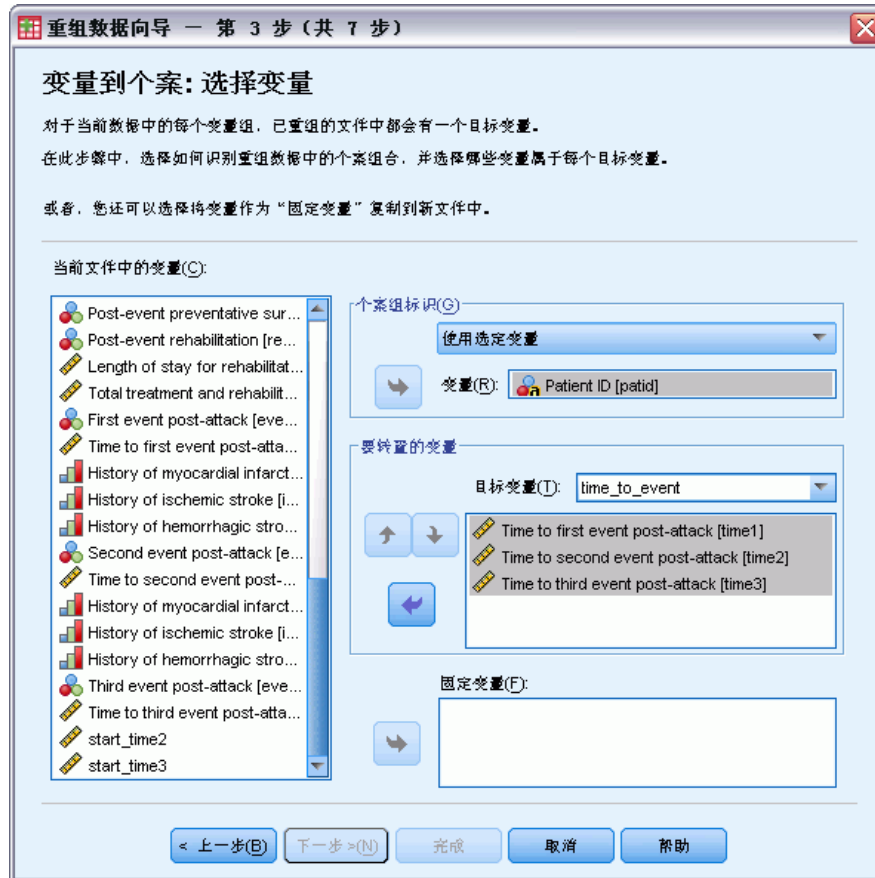 重组数据向导 － 第 3 步(共 7 步)
变量到个案: 选择变量
对于当前数据中的每个变量组，已重组的文件中都会有一个目标变量。
在此步骤中，选择如何识别重组数据中的个案组合，并选择哪些变量属于每个目标变量。
或者，您还可以选择将变量作为“固定变量”复制到新文件中。
当前文件中的变量(C):
Post-event preventative sur...
Post-event rehabilitation [re...
Length of stay for rehabilitat...
Total treatment and rehabilit...
First event post-attack [eve...
Time to first event post-atta...
History of myocardial infarct...
History of ischemic stroke [i...
History of hemorrhagic stro...
Second event post-attack [e...
Time to second event post-...
History of myocardial infarct...
History of ischemic stroke [i...
History of hemorrhagic stro...
Third event post-attack [eve...
Time to third event post-atta...
start_time2
start_time3
个案组标识(G)
使用选定变量
变量(R):
Patient ID [patid]
要转置的变量
目标变量(T):
time_to_event
Time to first event post-attack [time1]
Time to second event post-attack [time2]
Time to third event post-attack [time3]
固定变量(F):
< 上一步(B)
下一步 >(N)
完成
取消
帮助